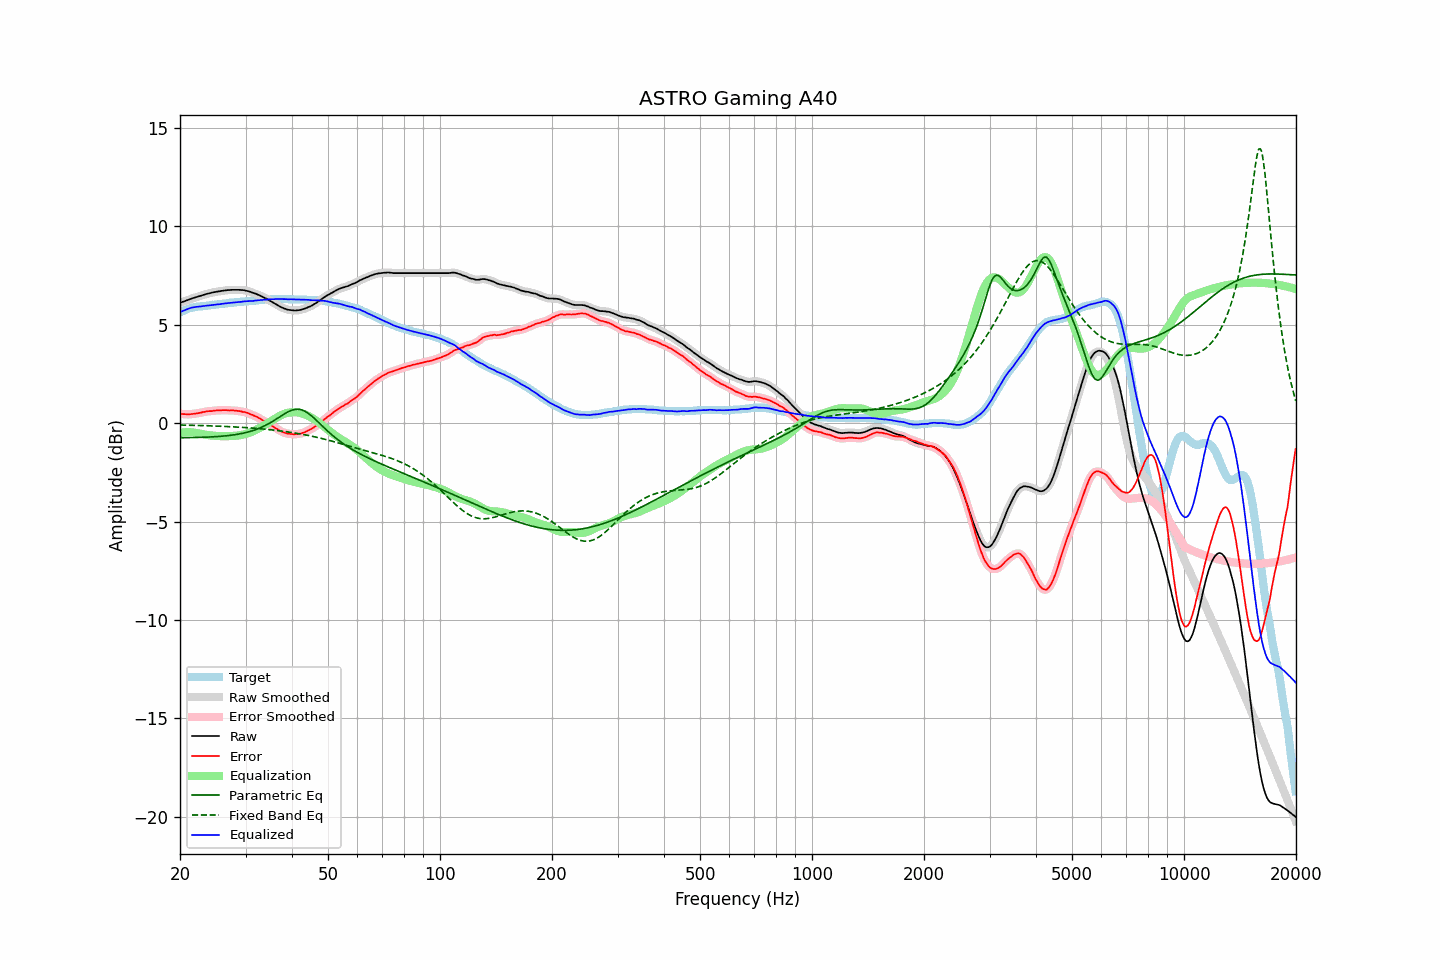 ASTRO Gaming A40
Amplitude (dBr)
15
10
5
0
−5
−10
−15
−20
Target
Raw Smoothed
Error Smoothed
Raw
Error
Equalization
Parametric Eq
Fixed Band Eq
Equalized
20 50 100 200 500 1000 2000 5000 10000 20000
Frequency (Hz)